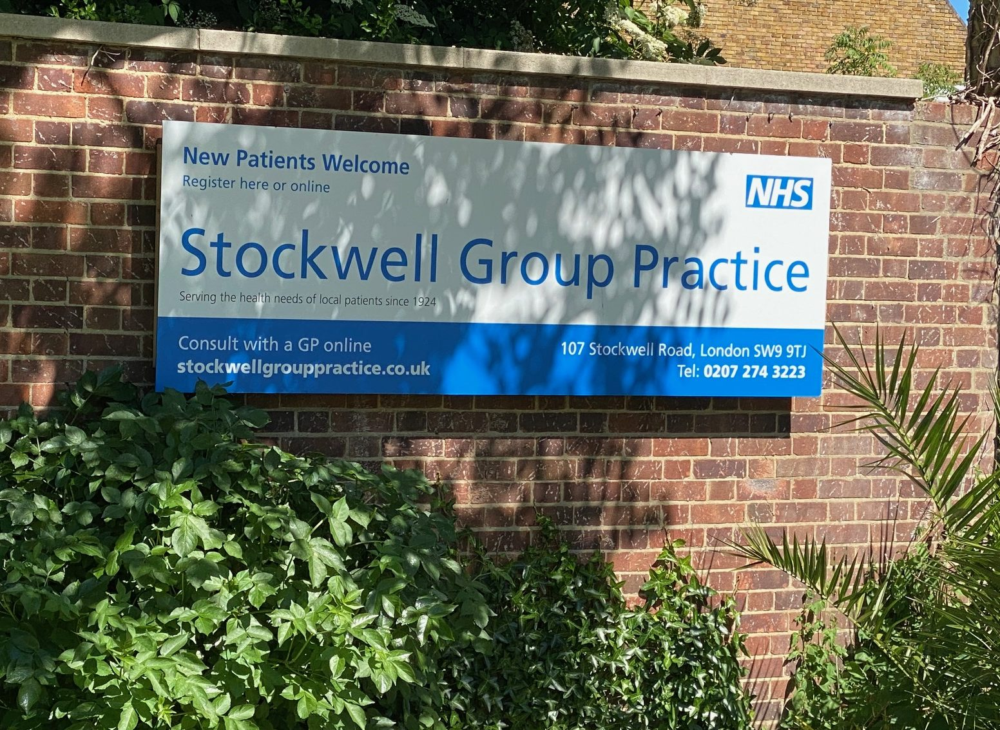 New Patients Welcome
Register here or online
NHS
Stockwell Group Practice
Serving the health needs of local patients since 1924
Consult with a GP online
stockwellgrouppractice.co.uk
107 Stockwell Road, London SW9 9TJ
Tel: 0207 274 3223